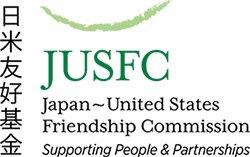 日米友好基金
JUSFC
Japan~United States
Friendship Commission
Supporting People & Partnerships